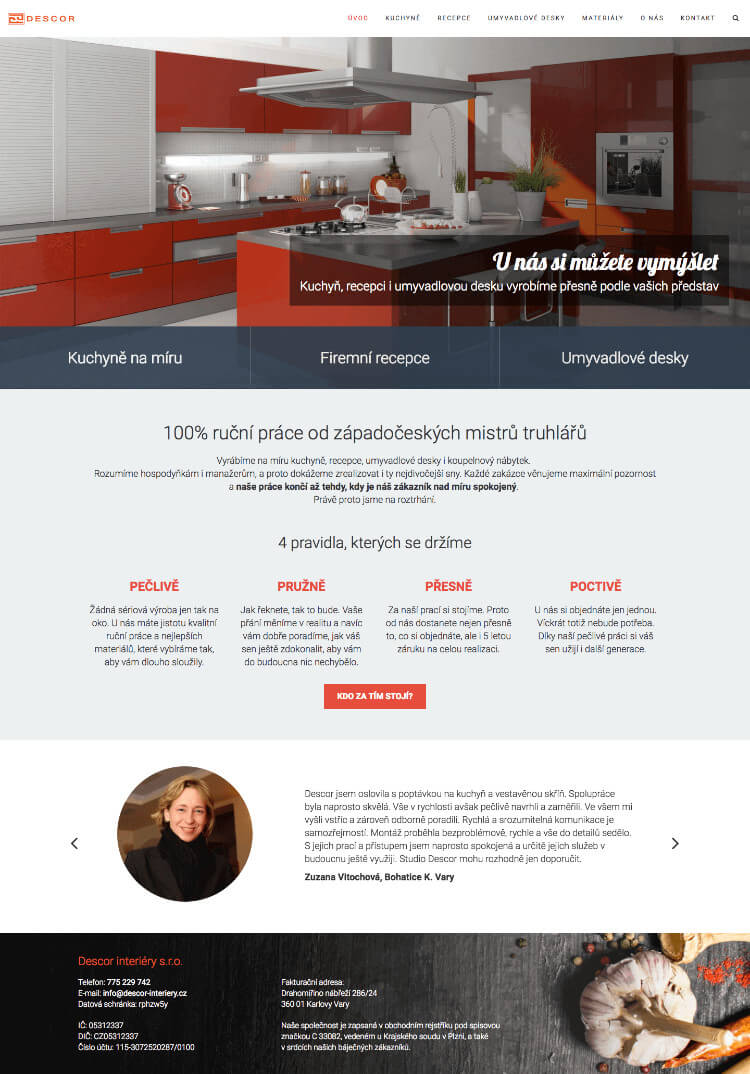 DESCOR
ÚVOD KUCHYNĚ RECEPCE UMYVADLOVÉ DESKY MATERIÁLY O NÁS KONTAKT
U nás si můžete vymýšlet
Kuchyň, recepci i umyvadlovou desku vyrobíme přesně podle vašich představ
Kuchyně na míru
Firemní recepce
Umyvadlové desky
100% ruční práce od západočeských mistrů truhlářů
Vyrábíme na míru kuchyně, recepce, umyvadlové desky i koupelnový nábytek.
Rozumíme hospodyňkám i manažerům, a proto dokážeme zrealizovat i ty nejdivočejší sny. Každé zakázce věnujeme maximální pozornost
a naše práce končí až tehdy, kdy je náš zákazník nad míru spokojený.
Právě proto jsme na roztrhání.
4 pravidla, kterých se držíme
PEČLIVĚ
Žádná sériová výroba jen tak na
oko. U nás máte jistotu kvalitní
ruční práce a nejlepších
materiálů, které vybíráme tak,
aby vám dlouho sloužily.
PRUŽNĚ
Jak řeknete, tak to bude. Vaše
přání měníme v realitu a navíc
vám dobře poradíme, jak váš
sen ještě zdokonalit, aby vám
do budoucna nic nechybělo.
PŘESNĚ
Za naší prací si stojíme. Proto
od nás dostanete nejen přesně
to, co si objednáte, ale i 5 letou
záruku na celou realizaci.
POCTIVĚ
U nás si objednáte jen jednou.
Víckrát totiž nebude potřeba.
Díky naší pečlivé práci si váš
sen užijí i další generace.
KDO ZA TÍM STOJÍ?
Descor jsem oslovila s poptávkou na kuchyň a vestavěnou skříň. Spolupráce
byla naprosto skvělá. Vše v rychlosti avšak pečlivě navrhli a zaměřili. Ve všem mi
vyšli vstříc a zároveň odborně poradili. Rychlá a srozumitelná komunikace je
samozřejmostí. Montáž proběhla bezproblémově, rychle a vše do detailů sedělo.
S jejich prací a přístupem jsem naprosto spokojená a určitě jejich služeb v
budoucnu ještě využiji. Studio Descor mohu rozhodně jen doporučit.
Zuzana Vitochová, Bohatice K. Vary
Descor interiéry s.r.o.
Telefon: 775 229 742
E-mail: info@descor-interiery.cz
Datová schránka: rphzw5y
IČ: 05312337
DIČ: CZ05312337
Číslo účtu: 115-3072520287/0100
Fakturační adresa:
Drahomířino nábřeží 286/24
360 01 Karlovy Vary
Naše společnost je zapsaná v obchodním rejstříku pod spisovou
značkou C 33082, vedeném u Krajského soudu v Plzni, a také
v srdcích našich báječných zákazníků.